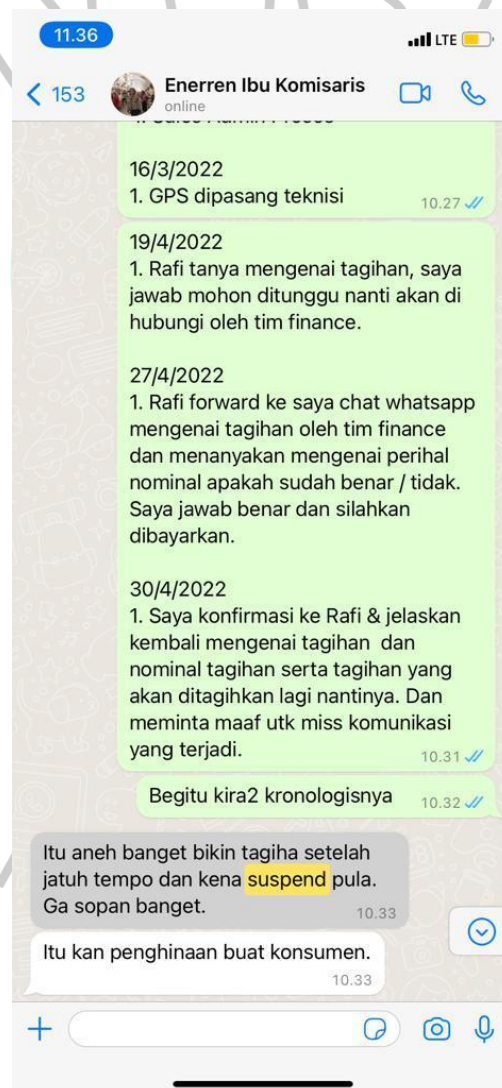 11.36
LTE
153
Enerren Ibu Komisaris
online
16/3/2022
1. GPS dipasang teknisi
10.27
19/4/2022
1. Rafi tanya mengenai tagihan, saya
jawab mohon ditunggu nanti akan di
hubungi oleh tim finance.
27/4/2022
1. Rafi forward ke saya chat whatsapp
mengenai tagihan oleh tim finance
dan menanyakan mengenai perihal
nominal apakah sudah benar / tidak.
Saya jawab benar dan silahkan
dibayarkan.
30/4/2022
1. Saya konfirmasi ke Rafi & jelaskan
kembali mengenai tagihan dan
nominal tagihan serta tagihan yang
akan ditagihkan lagi nantinya. Dan
meminta maaf utk miss komunikasi
yang terjadi.
10.31
Begitu kira2 kronologisnya
10.32
Itu aneh banget bikin tagiha setelah
jatuh tempo dan kena suspend pula.
Ga sopan banget.
10.33
Itu kan penghinaan buat konsumen.
10.33